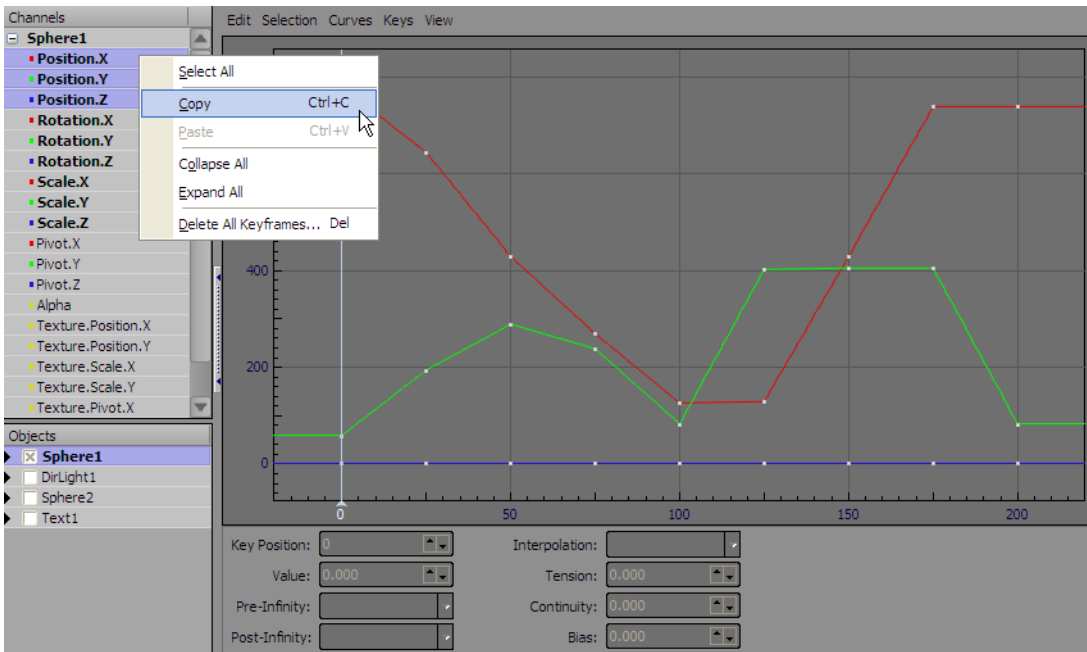 Channels
Edit Selection Curves Keys View
Sphere1
Position.X
Position.Y
Position.Z
Rotation.X
Rotation.Y
Rotation.Z
Scale.X
Scale.Y
Scale.Z
Pivot.X
Pivot.Y
Pivot.Z
Alpha
Texture.Position.X
Texture.Position.Y
Texture.Scale.X
Texture.Scale.Y
Texture.Pivot.X
Select All
Copy Ctrl+C
Paste Ctrl+V
Collapse All
Expand All
Delete All Keyframes... Del
400
200
0
0 50 100 150 200
Objects
Sphere1
DirLight1
Sphere2
Text1
Key Position: 0
Value: 0.000
Pre-Infinity:
Post-Infinity:
Interpolation:
Tension: 0.000
Continuity: 0.000
Bias: 0.000